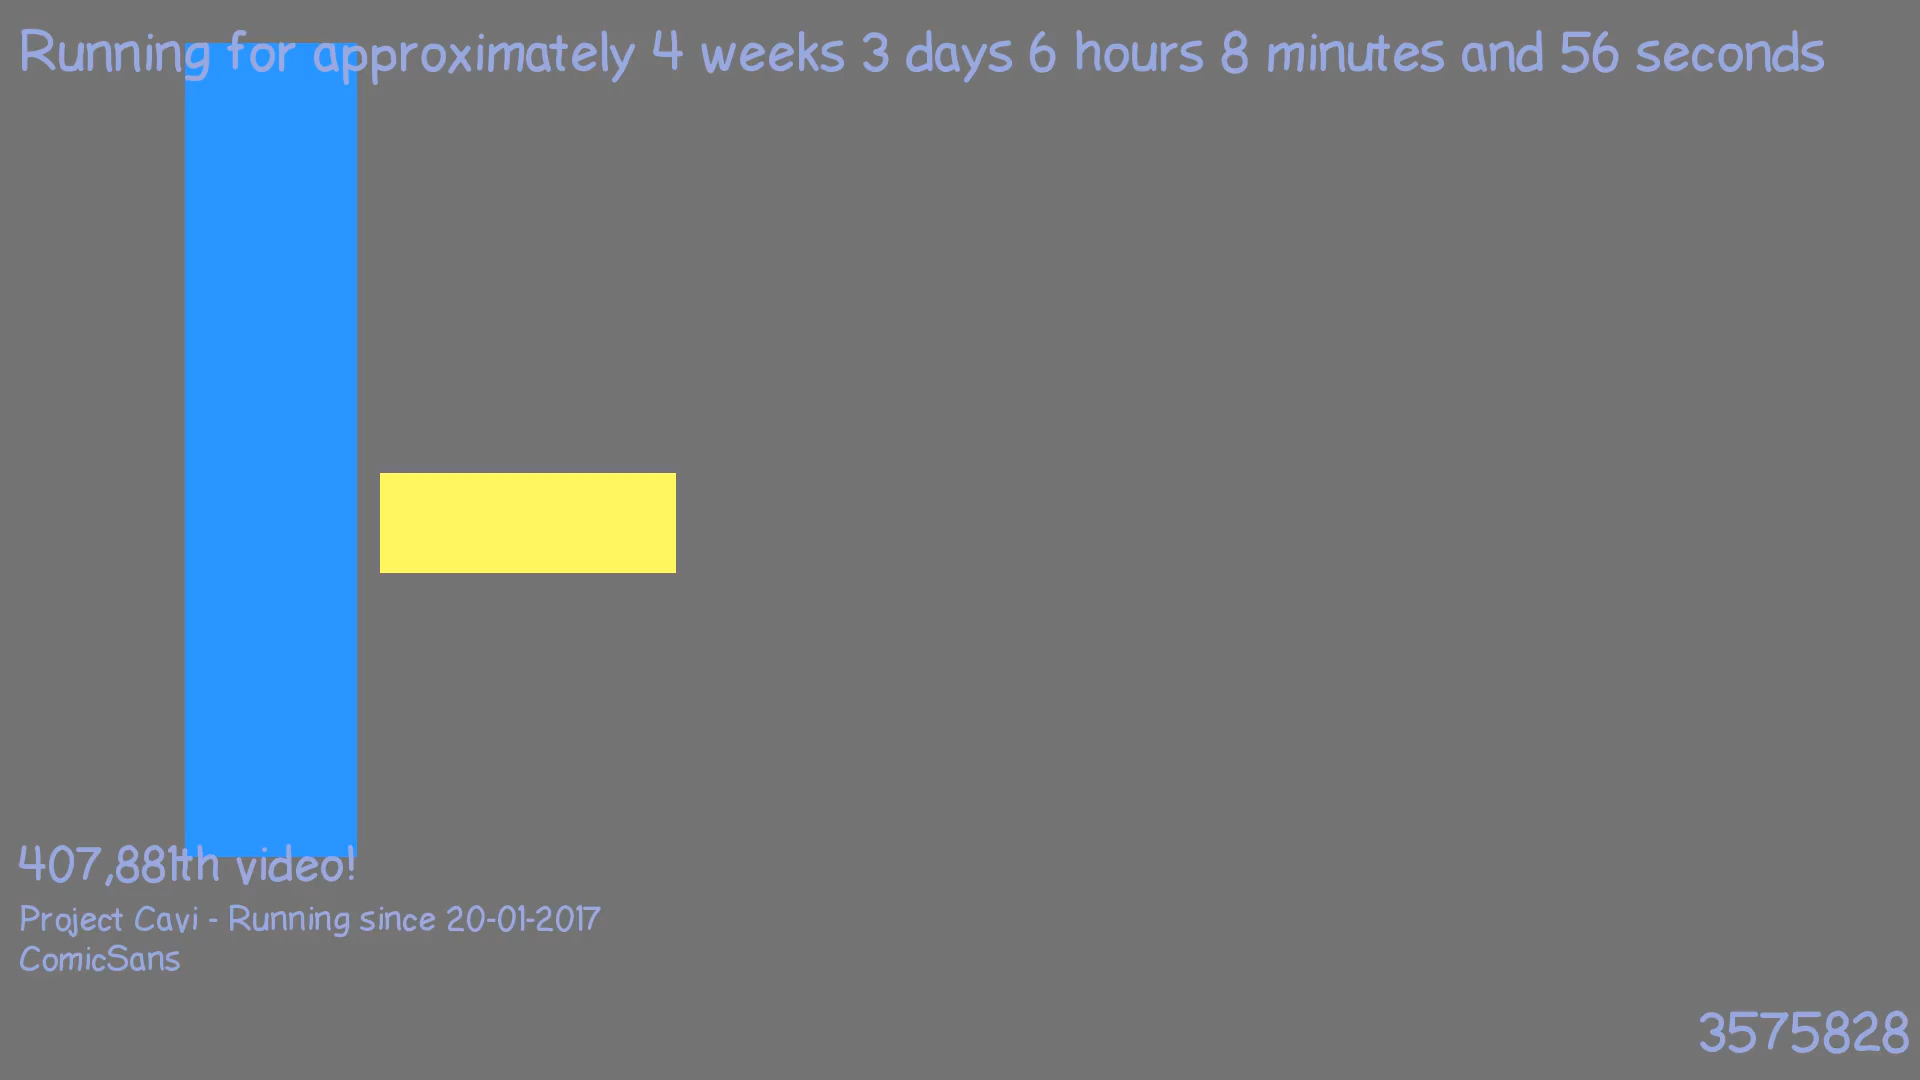 Running for approximately 4 weeks 3 days 6 hours 8 minutes and 56 seconds
407,881th video!
Project Cavi - Running since 20-01-2017
ComicSans
3575828